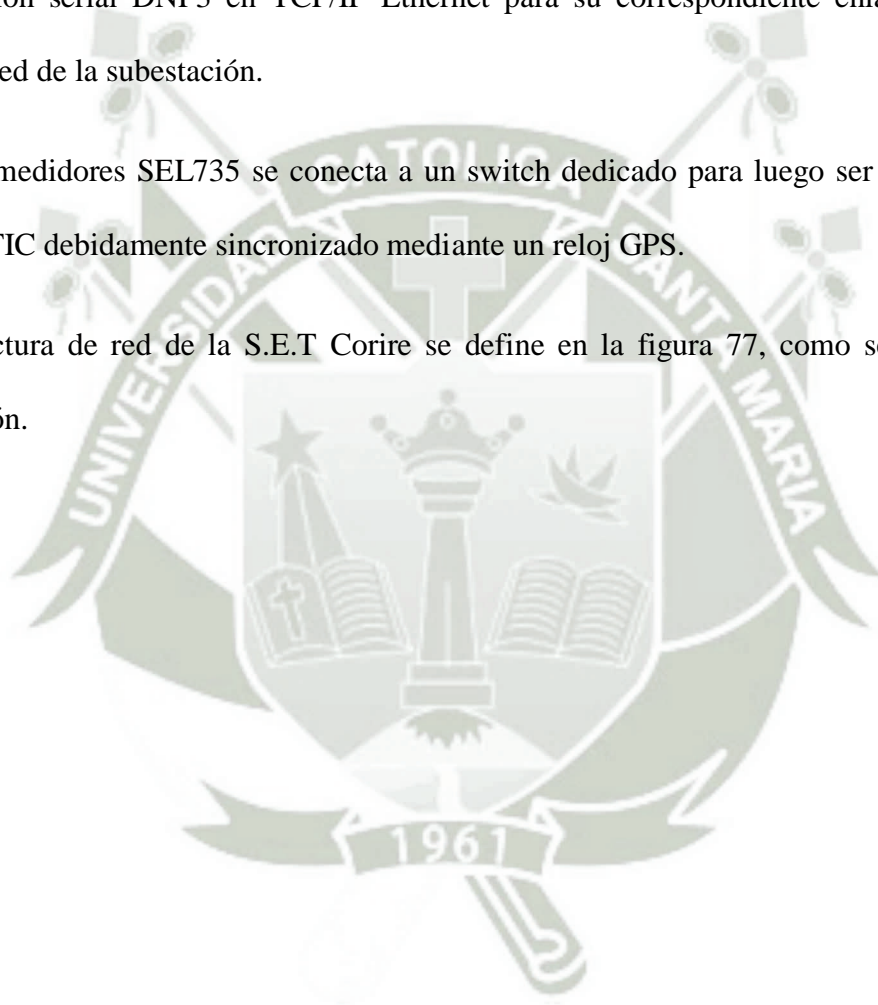 ón serial DNP3 en TCP/IP Ethernet para su correspondiente
ed de la subestación.
medidores SEL735 se conecta a un switch dedicado para luego ser
TIC debidamente sincronizado mediante un reloj GPS.
ctura de red de la S.E.T Corire se define en la figura 77, como se
ón.
UNIVERSIDAD CATOLICA SANTA MARIA
1961